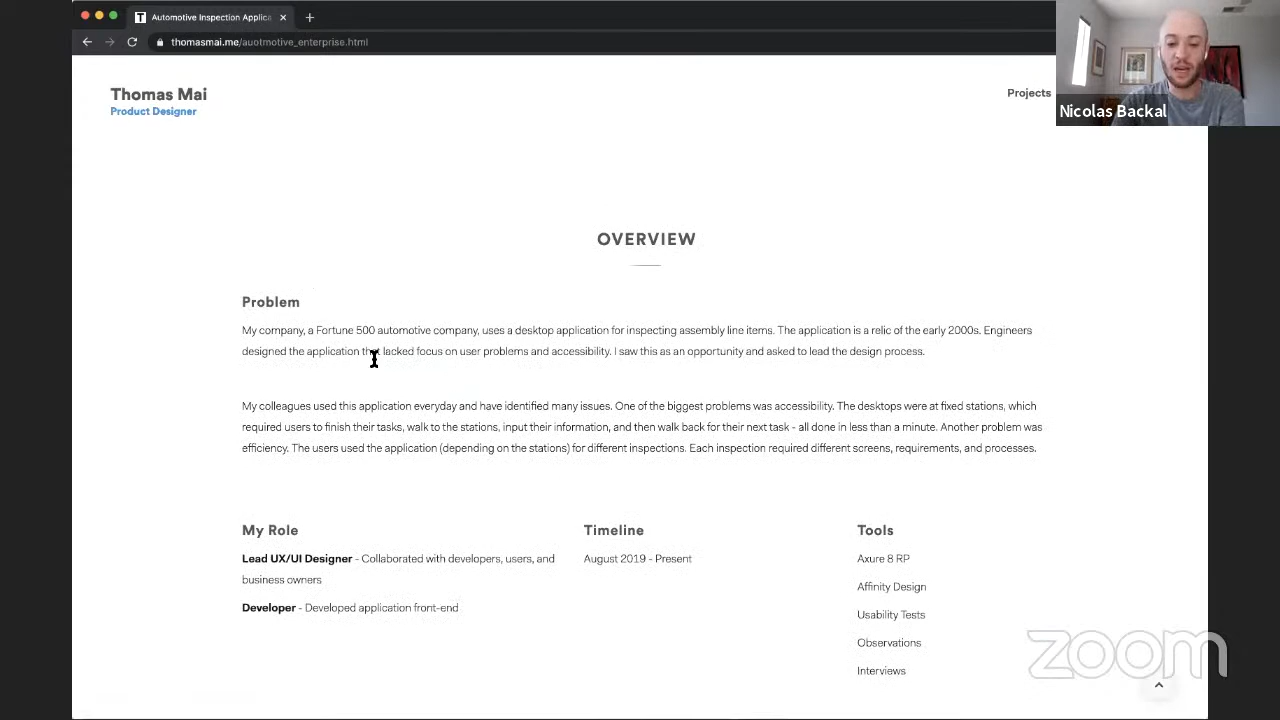 Automotive Inspection Applica
thomasmai.me/auotmotive_enterprise.html
Thomas Mai
Product Designer
Projects
Nicolas Backal
OVERVIEW
Problem
My company, a Fortune 500 automotive company, uses a desktop application for inspecting assembly line items. The application is a relic of the early 2000s. Engineers
designed the application that lacked focus on user problems and accessibility. I saw this as an opportunity and asked to lead the design process.
My colleagues used this application everyday and have identified many issues. One of the biggest problems was accessibility. The desktops were at fixed stations, which
required users to finish their tasks, walk to the stations, input their information, and then walk back for their next task - all done in less than a minute. Another problem was
efficiency. The users used the application (depending on the stations) for different inspections. Each inspection required different screens, requirements, and processes.
My Role
Lead UX/UI Designer - Collaborated with developers, users, and
business owners
Developer - Developed application front-end
Timeline
August 2019 - Present
Tools
Axure 8 RP
Affinity Design
Usability Tests
Observations
Interviews
zoom